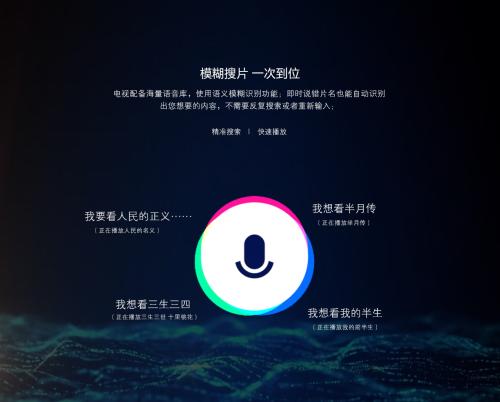 模糊搜片 一次到位
电视配备海量语音库，使用语义模糊识别功能；即时说错片名也能自动识别
出您想要的内容，不需要反复搜索或者重新输入；
精准搜索 | 快速播放
我要看人民的正义……
（正在播放人民的名义）
我想看半月传
（正在播放芈月传）
我想看三生三四
（正在播放三生三世 十里桃花）
我想看我的半生
（正在播放我的前半生）